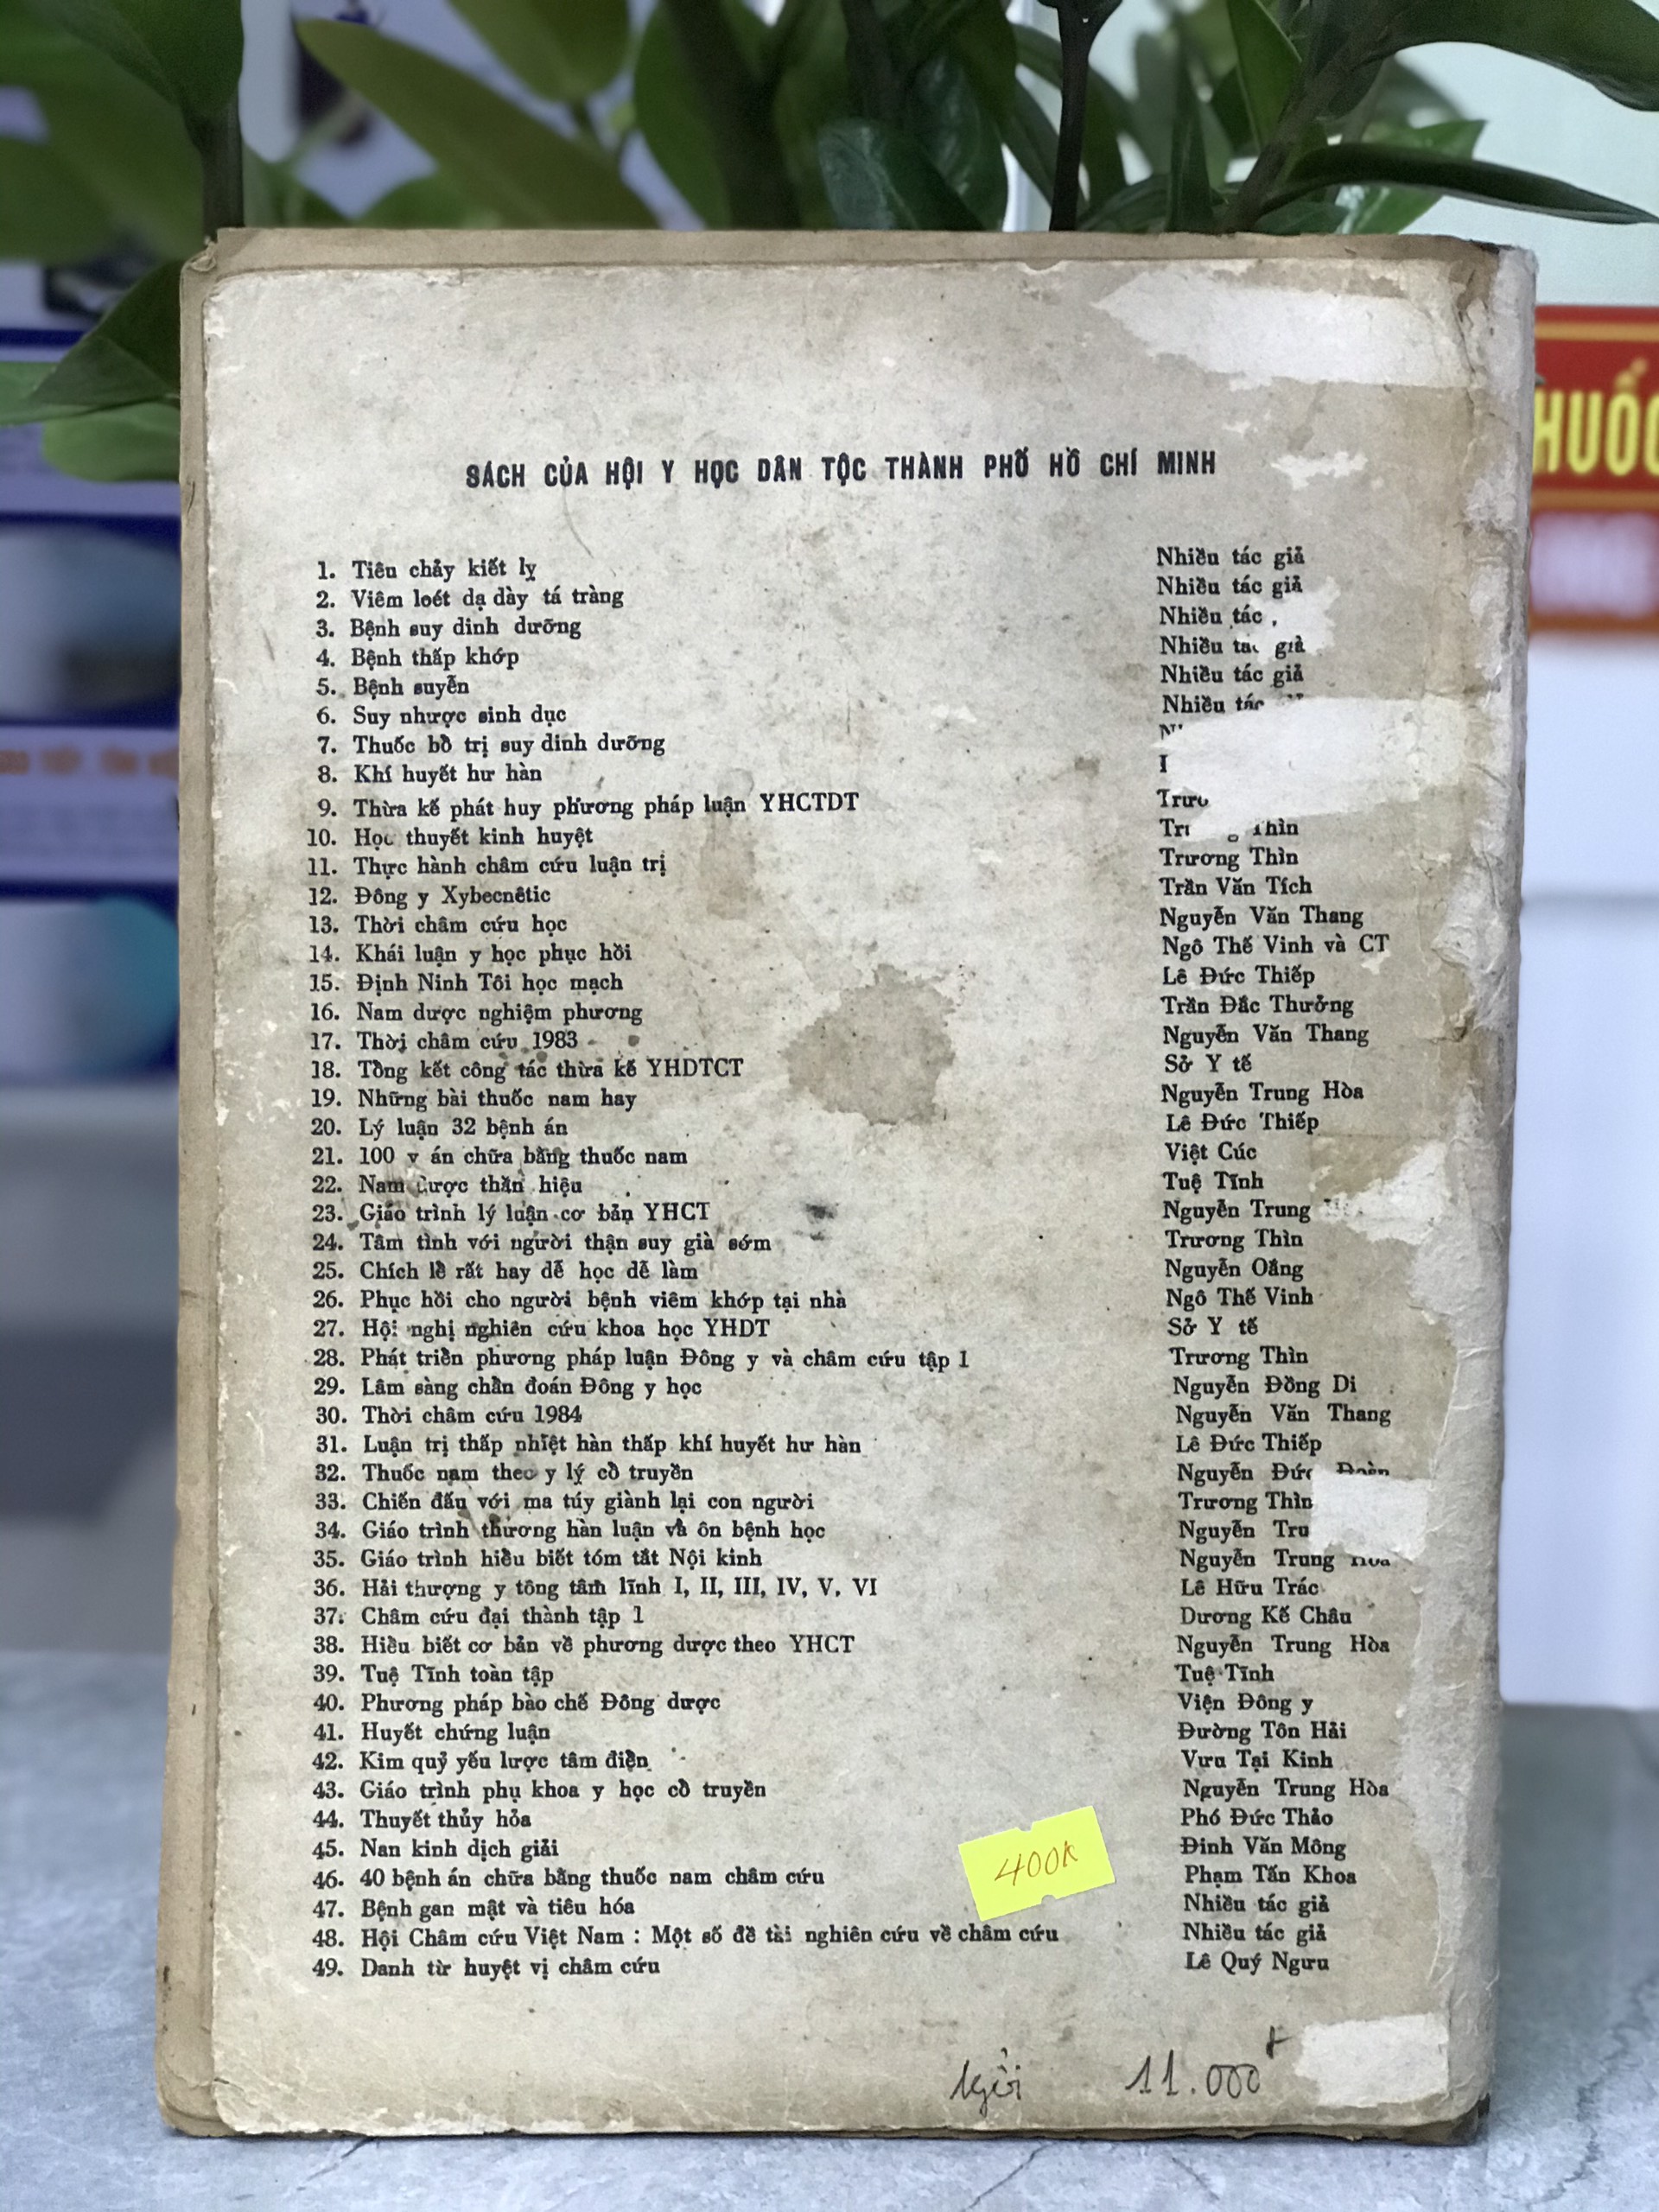 SÁCH CỦA HỘI Y HỌC DÂN TỘC THÀNH PHỐ HỒ CHÍ MINH
1. Tiêu chảy kiết lỵ Nhiều tác giả
2. Viêm loét dạ dày tá tràng Nhiều tác giả
3. Bệnh suy dinh dưỡng Nhiều tác
4. Bệnh thấp khớp Nhiều giả
5. Bệnh suyễn Nhiều tác giả
6. Suy nhược sinh dục Nhiều tác
7. Thuốc bổ trị suy dinh dưỡng
8. Khí huyết hư hàn
9. Thừa kế phát huy phương pháp luận YHCTDT
10. Học thuyết kinh huyệt Thìn
11. Thực hành châm cứu luận trị Trương Thìn
12. Đông y Xybecnêtic Trần Văn Tích
13. Thời châm cứu học Nguyễn Văn Thang
14. Khái luận y học phục hồi Ngô Thế Vinh và CT
15. Định Ninh Tôi học mạch Lê Đức Thiếp
16. Nam dược nghiệm phương Trần Đắc Thưởng
17. Thời châm cứu 1983 Nguyễn Văn Thang
18. Tổng kết công tác thừa kế YHDTCT Sở Y tế
19. Những bài thuốc nam hay Nguyễn Trung Hòa
20. Lý luận 32 bệnh án Lê Đức Thiếp
21. 100 y án chữa bằng thuốc nam Việt Cúc
22. Nam dược thần hiệu Tuệ Tĩnh
23. Giáo trình lý luận cơ bản YHCT Nguyễn Trung
24. Tâm tình với người thận suy già sớm Trương Thìn
25. Chích lể rất hay dễ học dễ làm Nguyễn Oắng
26. Phục hồi cho người bệnh viêm khớp tại nhà Ngô Thế Vinh
27. Hội nghị nghiên cứu khoa học YHDT Sở Y tế
28. Phát triển phương pháp luận Đông y và châm cứu tập 1 Trương Thìn
29. Lâm sàng chẩn đoán Đông y học Nguyễn Đồng Di
30. Thời châm cứu 1984 Nguyễn Văn Thang
31. Luận trị thấp nhiệt hàn thấp khí huyết hư hàn Lê Đức Thiếp
32. Thuốc nam theo y lý cổ truyền Nguyễn Đức Đoàn
33. Chiến đấu với ma túy giành lại con người Trương Thìn
34. Giáo trình thương hàn luận và ôn bệnh học Nguyễn
35. Giáo trình hiểu biết tóm tắt Nội kinh Nguyễn Trung Hòa
36. Hải thượng y tông tâm lĩnh I, II, III, IV, V, VI Lê Hữu Trác
37. Châm cứu đại thành tập 1 Dương Kế Châu
38. Hiểu biết cơ bản về phương dược theo YHCT Nguyễn Trung Hòa
39. Tuệ Tĩnh toàn tập Tuệ Tĩnh
40. Phương pháp bào chế Đông dược Viện Đông y
41. Huyết chứng luận Đường Tôn Hải
42. Kim quỹ yếu lược tâm điển Vưu Tại Kinh
43. Giáo trình phụ khoa y học cổ truyền Nguyễn Trung Hòa
44. Thuyết thủy hỏa Phó Đức Thảo
45. Nan kinh dịch giải Đinh Văn Mông
46. 40 bệnh án chữa bằng thuốc nam châm cứu Phạm Tấn Khoa
47. Bệnh gan mật và tiêu hóa Nhiều tác giả
48. Hội Châm cứu Việt Nam : Một số đề tài nghiên cứu về châm cứu Nhiều tác giả
49. Danh từ huyệt vị châm cứu Lê Quý Ngưu
400K
11.000đ